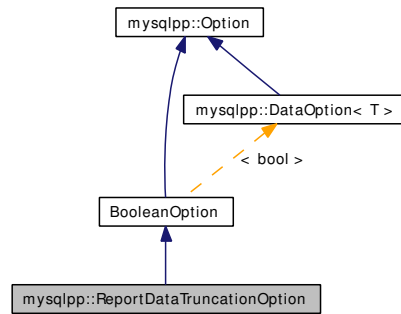 mysqlpp::Option
mysqlpp::DataOption< T >
< bool >
BooleanOption
mysqlpp::ReportDataTruncationOption